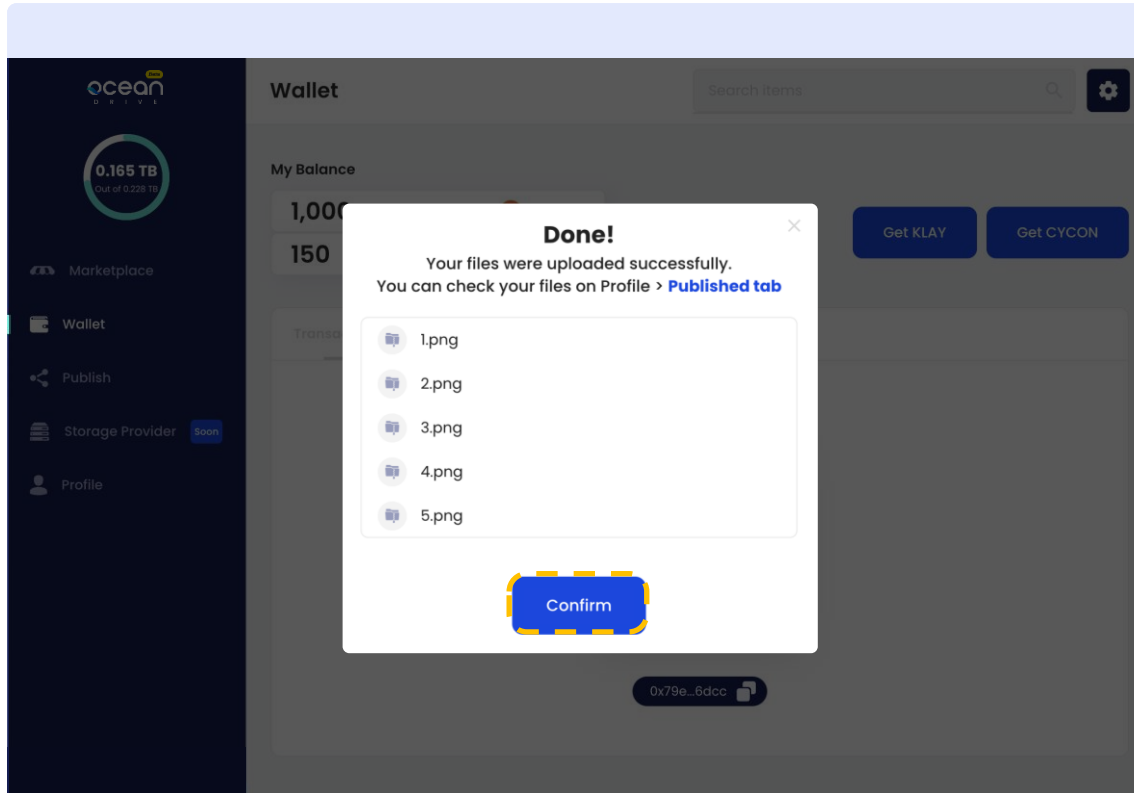 Beta
ocean
DRIVE
Wallet
Search items
0.165 TB
Out of 0.228 TB
My Balance
1,000
150
Get KLAY
Get CYCON
Marketplace
Wallet
Publish
Storage Provider
Soon
Profile
Done!
Your files were uploaded successfully.
You can check your files on Profile > Published tab
1.png
2.png
3.png
4.png
5.png
Confirm
0x79e...6dcc